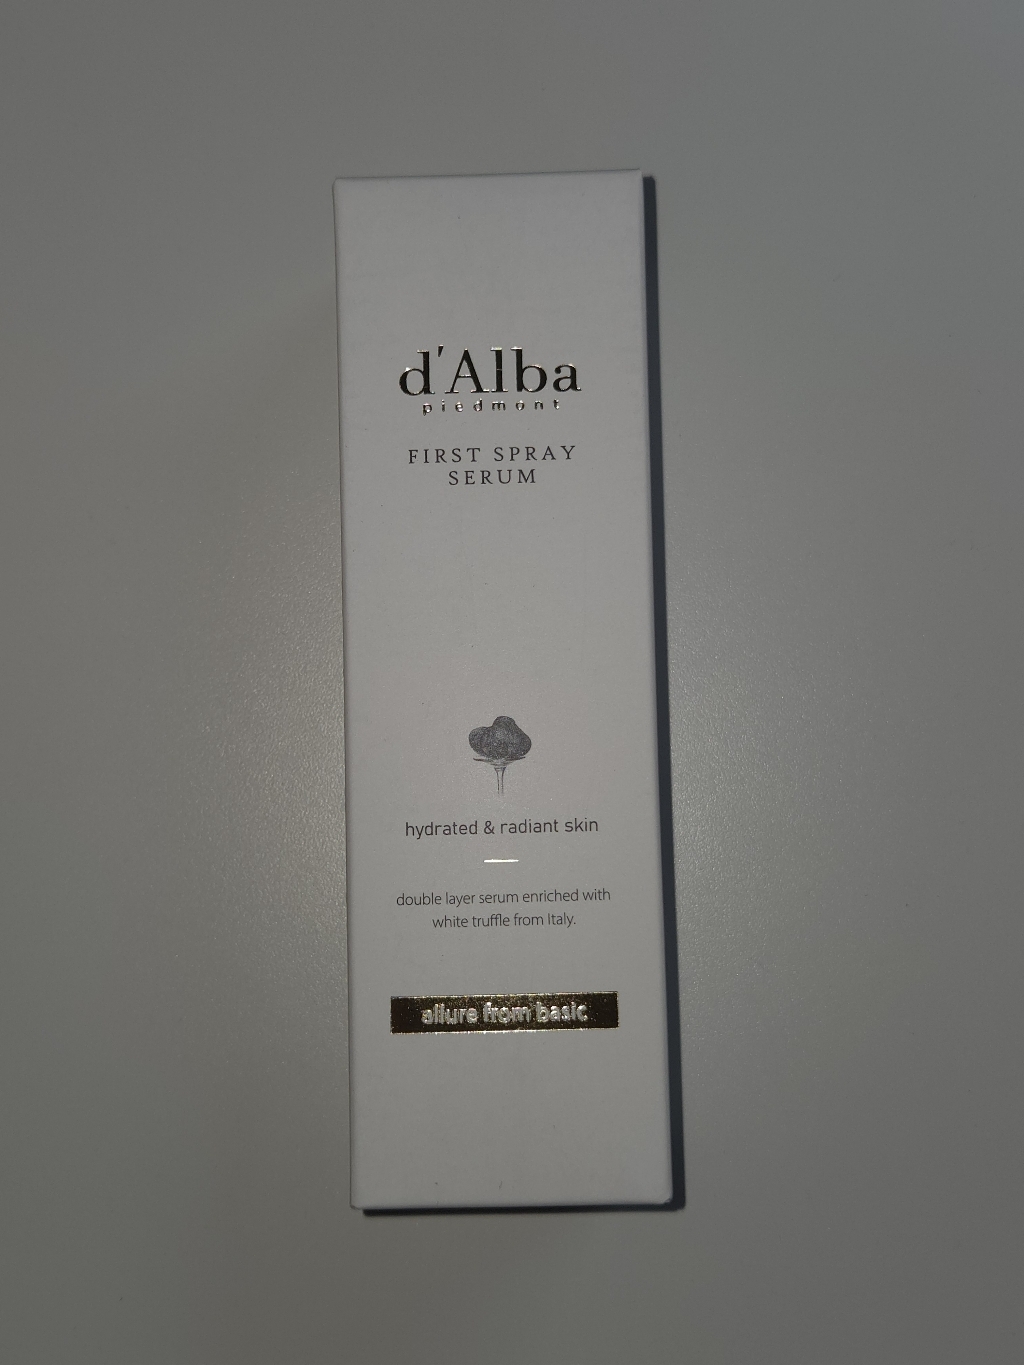 d'Alba
piedmont
FIRST SPRAY
SERUM
hydrated & radiant skin
double layer serum enriched with
white truffle from Italy.
allure from basic